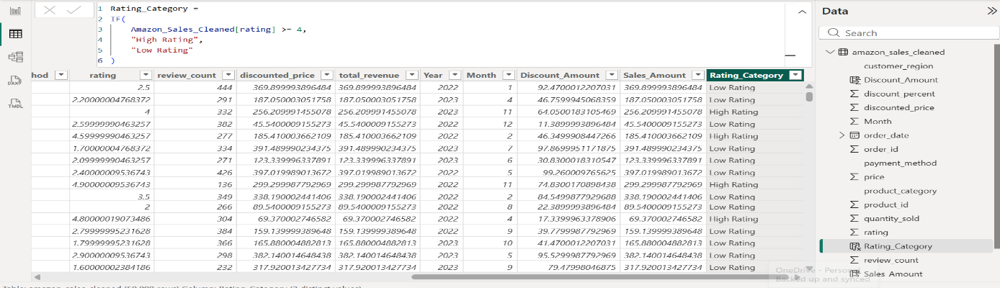 1 Rating_Category =
2 IF(
3 Amazon_Sales_Cleaned[rating] >= 4,
4 "High Rating",
5 "Low Rating"
6 )
Data
Search
hod rating review_count discounted_price total_revenue Year Month Discount_Amount Sales_Amount Rating_Category
2.5 444 369.899993896484 369.899993896484 2022 1 92.4700012207031 369.899993896484 Low Rating
2.20000004768372 291 187.050003051758 187.050003051758 2023 4 46.7599945068359 187.050003051758 Low Rating
4 332 256.209991455078 256.209991455078 2023 11 64.0500183105469 256.209991455078 High Rating
2.59999990463257 382 45.5400009155273 45.5400009155273 2022 12 11.3899993896484 45.5400009155273 Low Rating
4.59999990463257 277 185.410003662109 185.410003662109 2022 2 46.3499908447266 185.410003662109 High Rating
1.70000004768372 334 391.489990234375 391.489990234375 2023 7 97.8699951171875 391.489990234375 Low Rating
2.09999990463257 271 123.339996337891 123.339996337891 2023 6 30.8300018310547 123.339996337891 Low Rating
2.40000009536743 426 397.019989013672 397.019989013672 2022 5 99.260009765625 397.019989013672 Low Rating
4.90000009536743 136 299.299987792969 299.299987792969 2022 11 74.8300170898438 299.299987792969 High Rating
3.5 349 338.190002441406 338.190002441406 2022 2 84.5499877929688 338.190002441406 Low Rating
2 266 89.5400009155273 89.5400009155273 2022 8 22.3899993896484 89.5400009155273 Low Rating
4.80000019073486 304 69.370002746582 69.370002746582 2022 4 17.3399963378906 69.370002746582 High Rating
2.79999995231628 384 159.139999389648 159.139999389648 2022 9 39.7799987792969 159.139999389648 Low Rating
1.79999995231628 366 165.880004882813 165.880004882813 2023 10 41.4700012207031 165.880004882813 Low Rating
2.90000009536743 298 382.140014648438 382.140014648438 2023 5 95.5299987792969 382.140014648438 Low Rating
1.60000002384186 232 317.920013427734 317.920013427734 2023 9 79.47998046875 317.920013427734 Low Rating
amazon_sales_cleaned
customer_region
Discount_Amount
discount_percent
discounted_price
Month
order_date
order_id
payment_method
price
product_category
product_id
quantity_sold
rating
Rating_Category
review_count
Sales_Amount
OneDrive - Personal
Backed up and synced
DAX
TMDL
Table: amazon_sales_cleaned (50,000 rows) Column: Rating_Category (2 distinct values)